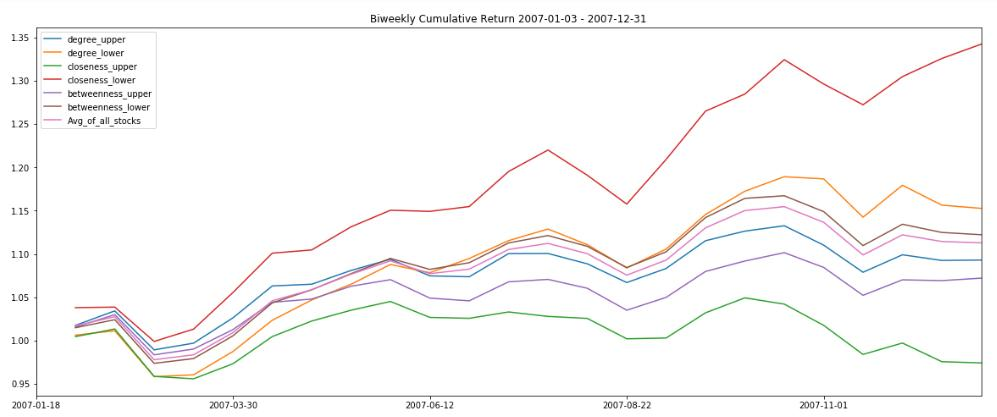 Biweekly Cumulative Return 2007-01-03 - 2007-12-31
1.35
1.30
1.25
1.20
1.15
1.10
1.05
1.00
0.95
degree_upper
degree_lower
closeness_upper
closeness_lower
betweenness_upper
betweenness_lower
Avg_of_all_stocks
2007-01-18 2007-03-30 2007-06-12 2007-08-22 2007-11-01